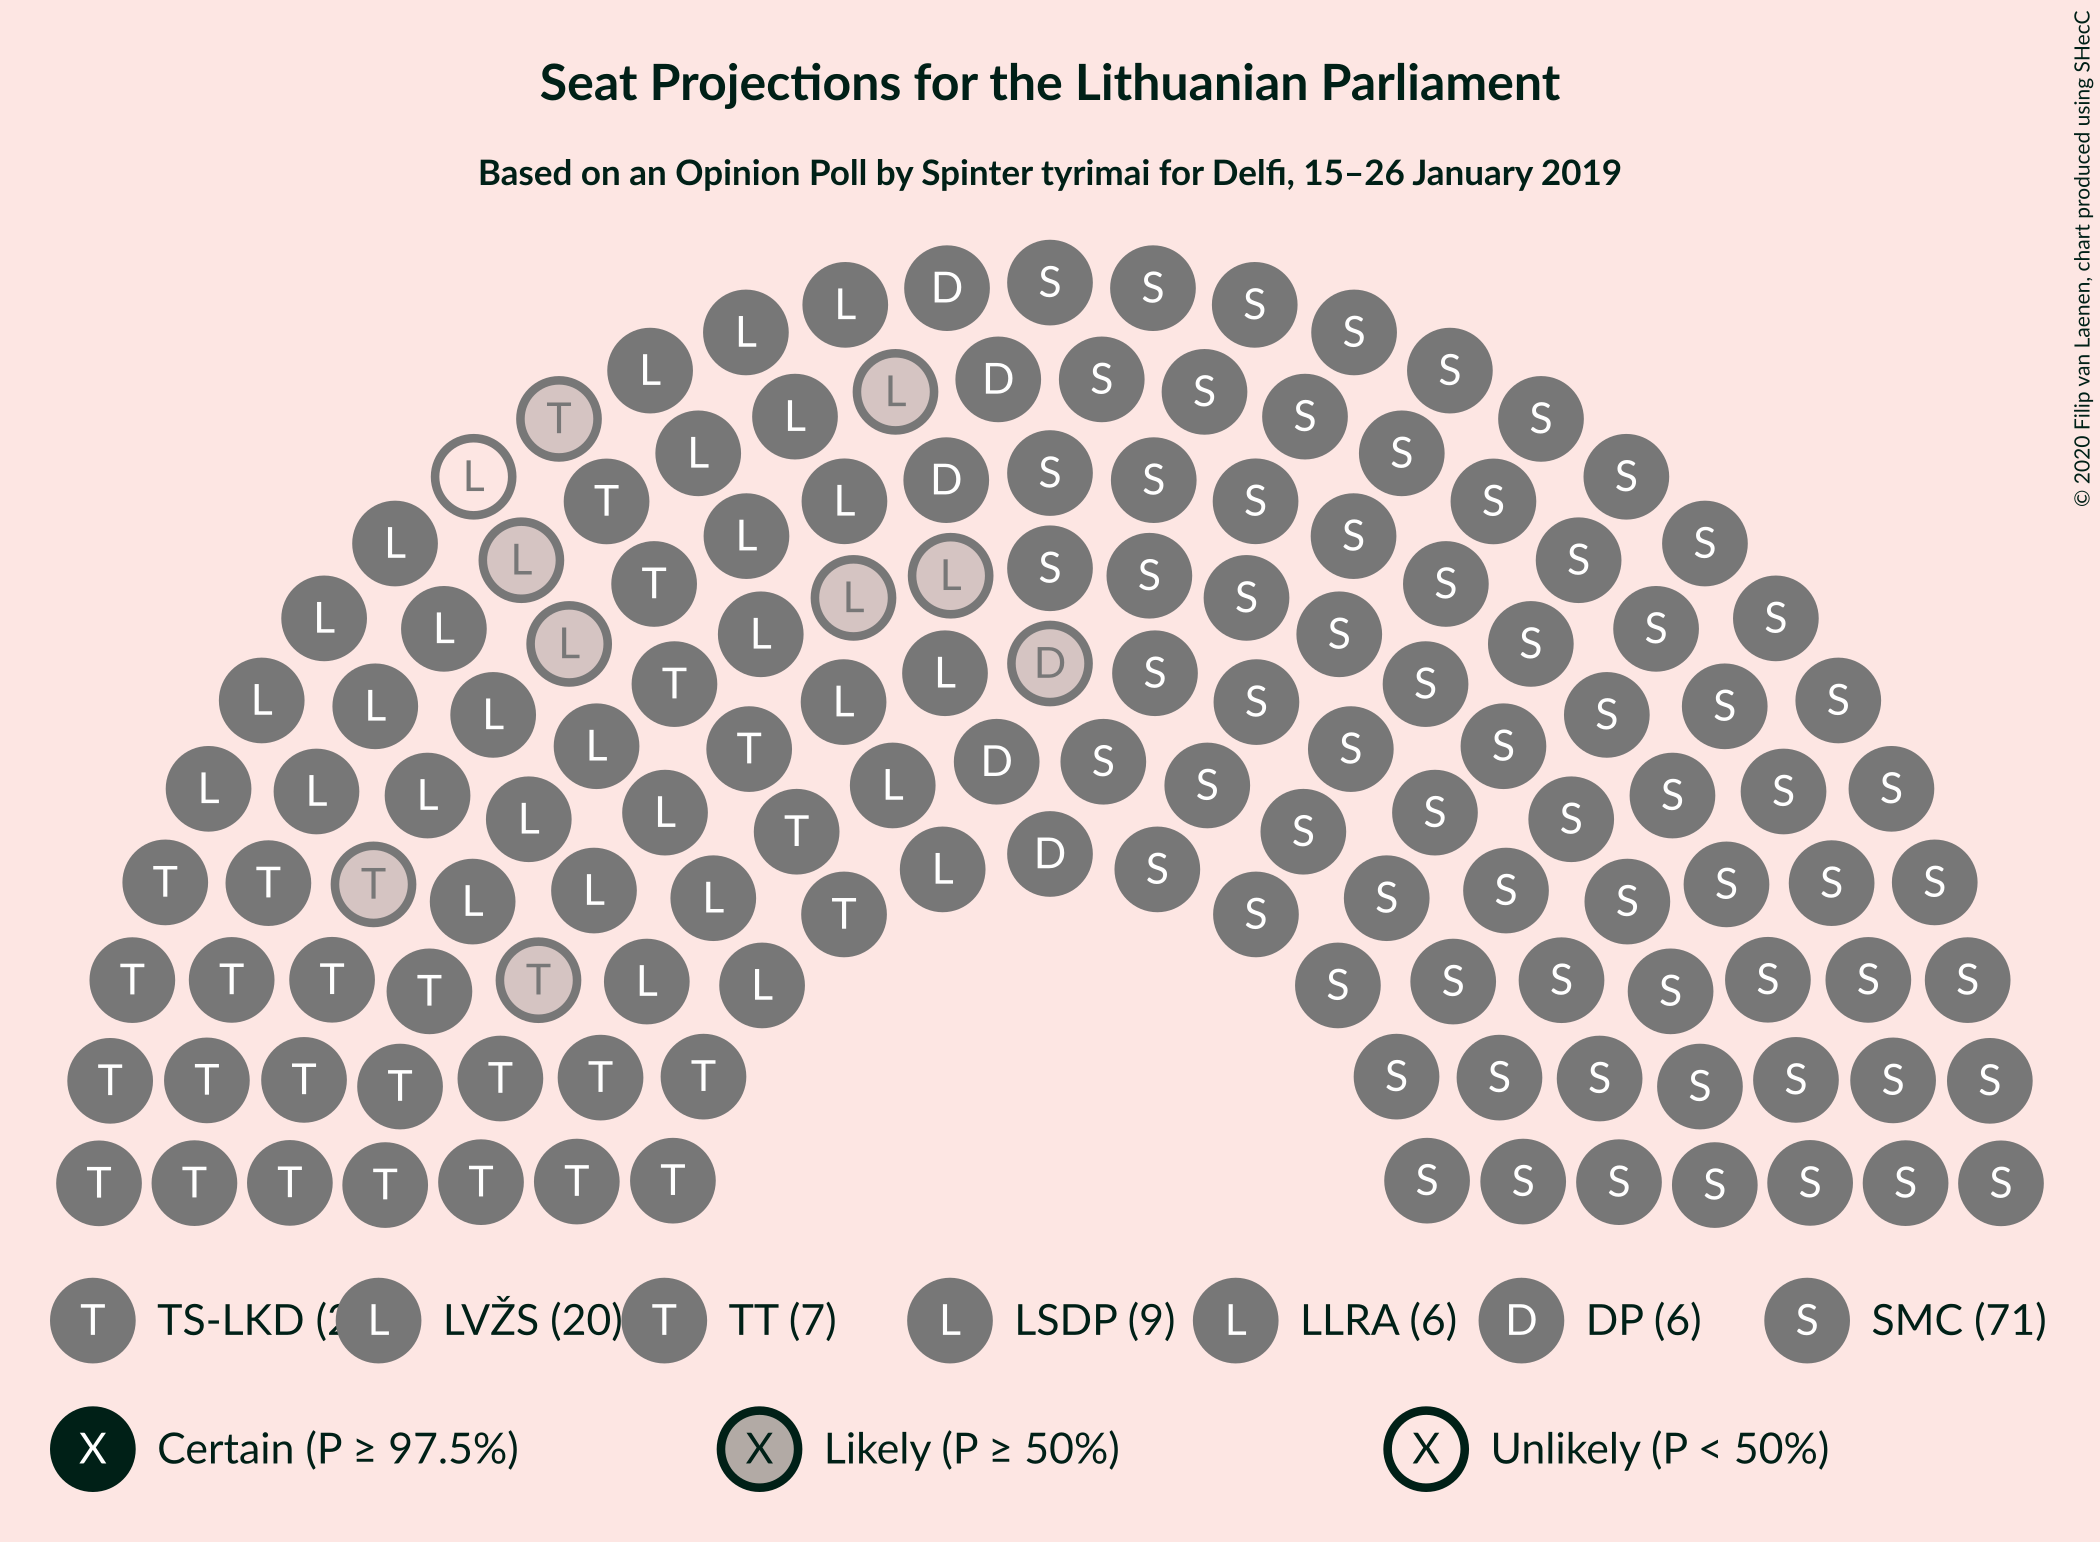 Seat Projections for the Lithuanian Parliament
Based on an Opinion Poll by Spinter tyrimai for Delfi, 15–26 January 2019
© 2020 Filip van Laenen, chart produced using SHecC
L L L D S S S S S S S S S S S S S S S S
T L L L D S S S S S S S S S S S S S
L T L L L D S S S S S S S S S S
T TS-LKD L LVŽS (20) T TT (7) L LSDP (9) L LLRA (6) D DP (6) S SMC (71)
X Certain (P ≥ 97.5%) X Likely (P ≥ 50%) X Unlikely (P < 50%)